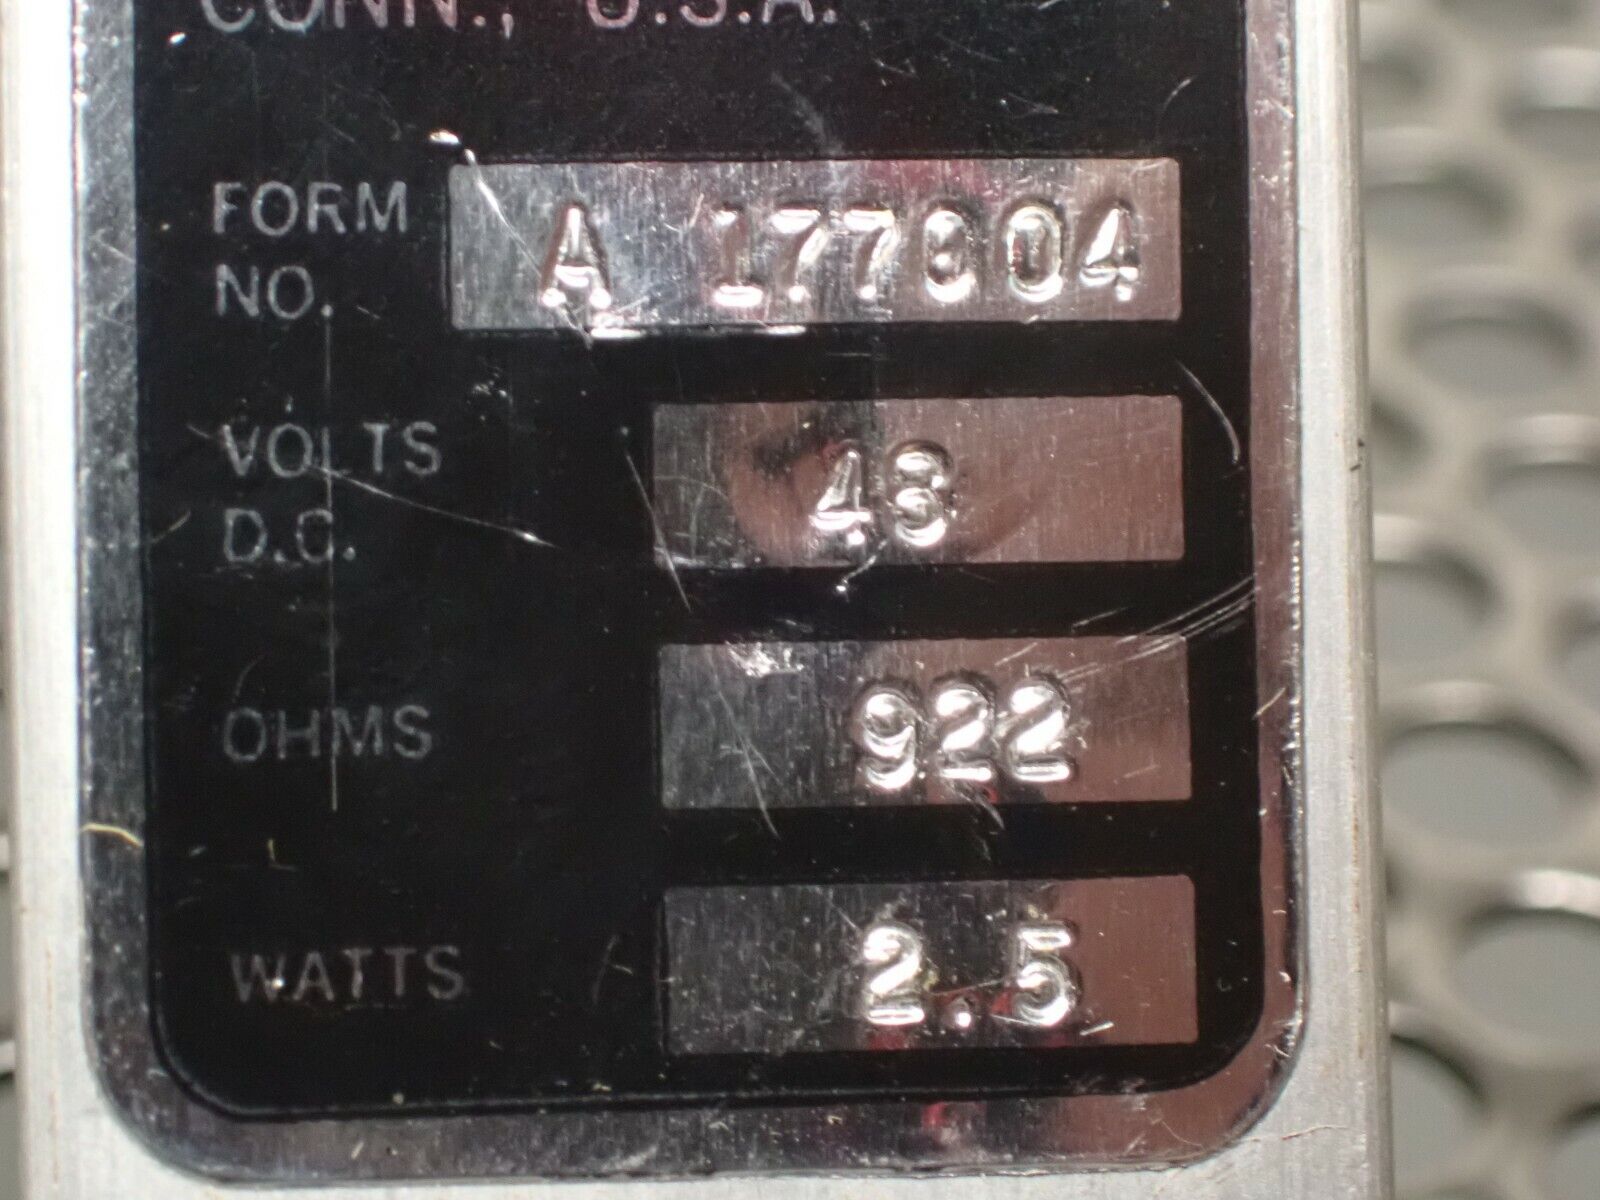 CONN., U.S.A.
FORM NO. A 177804
VOLTS D.C. 48
OHMS 922
WATTS 2.5